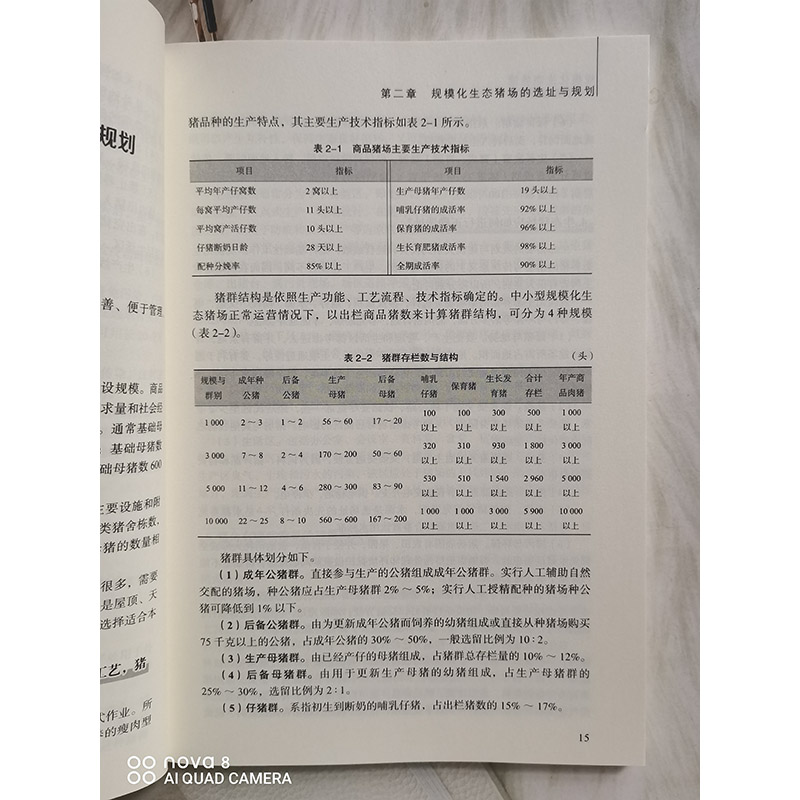 规划
善、便于管理
设规模。商品
求量和社会经
。通常基础母
基础母猪数
础母猪数600
主要设施和附
类猪舍栋数,
猪的数量相
很多，需要
是屋顶、天
选择适合本
工艺，猪
式作业。所
的瘦肉型
第二章 规模化生态猪场的选址与规划
猪品种的生产特点，其主要生产技术指标如表2-1所示。
表 2-1 商品猪场主要生产技术指标
项目 指标 项目 指标
平均年产仔窝数 2 窝以上 生产母猪年产仔数 19 头以上
每窝平均产仔数 11 头以上 哺乳仔猪的成活率 92% 以上
平均窝产活仔数 10 头以上 保育猪的成活率 96% 以上
仔猪断奶日龄 28 天以上 生长育肥猪成活率 98% 以上
配种分娩率 85% 以上 全期成活率 90% 以上
猪群结构是依照生产功能、工艺流程、技术指标确定的。中小型规模化生
态猪场正常运营情况下，以出栏商品猪数来计算猪群结构，可分为 4 种规模
（表 2-2）。
表 2-2 猪群存栏数与结构 （头）
规模与 成年种 后备 生产 后备 哺乳 保育猪 生长发 合计 年产商
群别 公猪 公猪 母猪 母猪 仔猪 育猪 存栏 品肉猪
1 000 2～3 1～2 56～60 17～20 100以上 100以上 300以上 500以上 1 000以上
3 000 7～8 2～4 170～200 50～60 320以上 310以上 930以上 1 800以上 3 000以上
5 000 11～12 4～6 280～300 83～90 530以上 510以上 1 540以上 2 960以上 5 000以上
10 000 22～25 8～10 560～600 167～200 1 000以上 1 000以上 3 000以上 5 900以上 10 000以上
猪群具体划分如下。
（1）成年公猪群。直接参与生产的公猪组成成年公猪群。实行人工辅助自然
交配的猪场，种公猪应占生产母猪群 2%～5%；实行人工授精配种的猪场种公
猪可降低到 1% 以下。
（2）后备公猪群。由为更新成年公猪而饲养的幼猪组成或直接从种猪场购买
75 千克以上的公猪，占成年公猪的 30%～50%，一般选留比例为 10∶2。
（3）生产母猪群。由已经产仔的母猪组成，占猪群总存栏量的 10%～12%。
（4）后备母猪群。由用于更新生产母猪的幼猪组成，占生产母猪群的
25%～30%，选留比例为 2∶1。
（5）仔猪群。系指初生到断奶的哺乳仔猪，占出栏猪数的 15%～17%。
15
nova 8
AI QUAD CAMERA